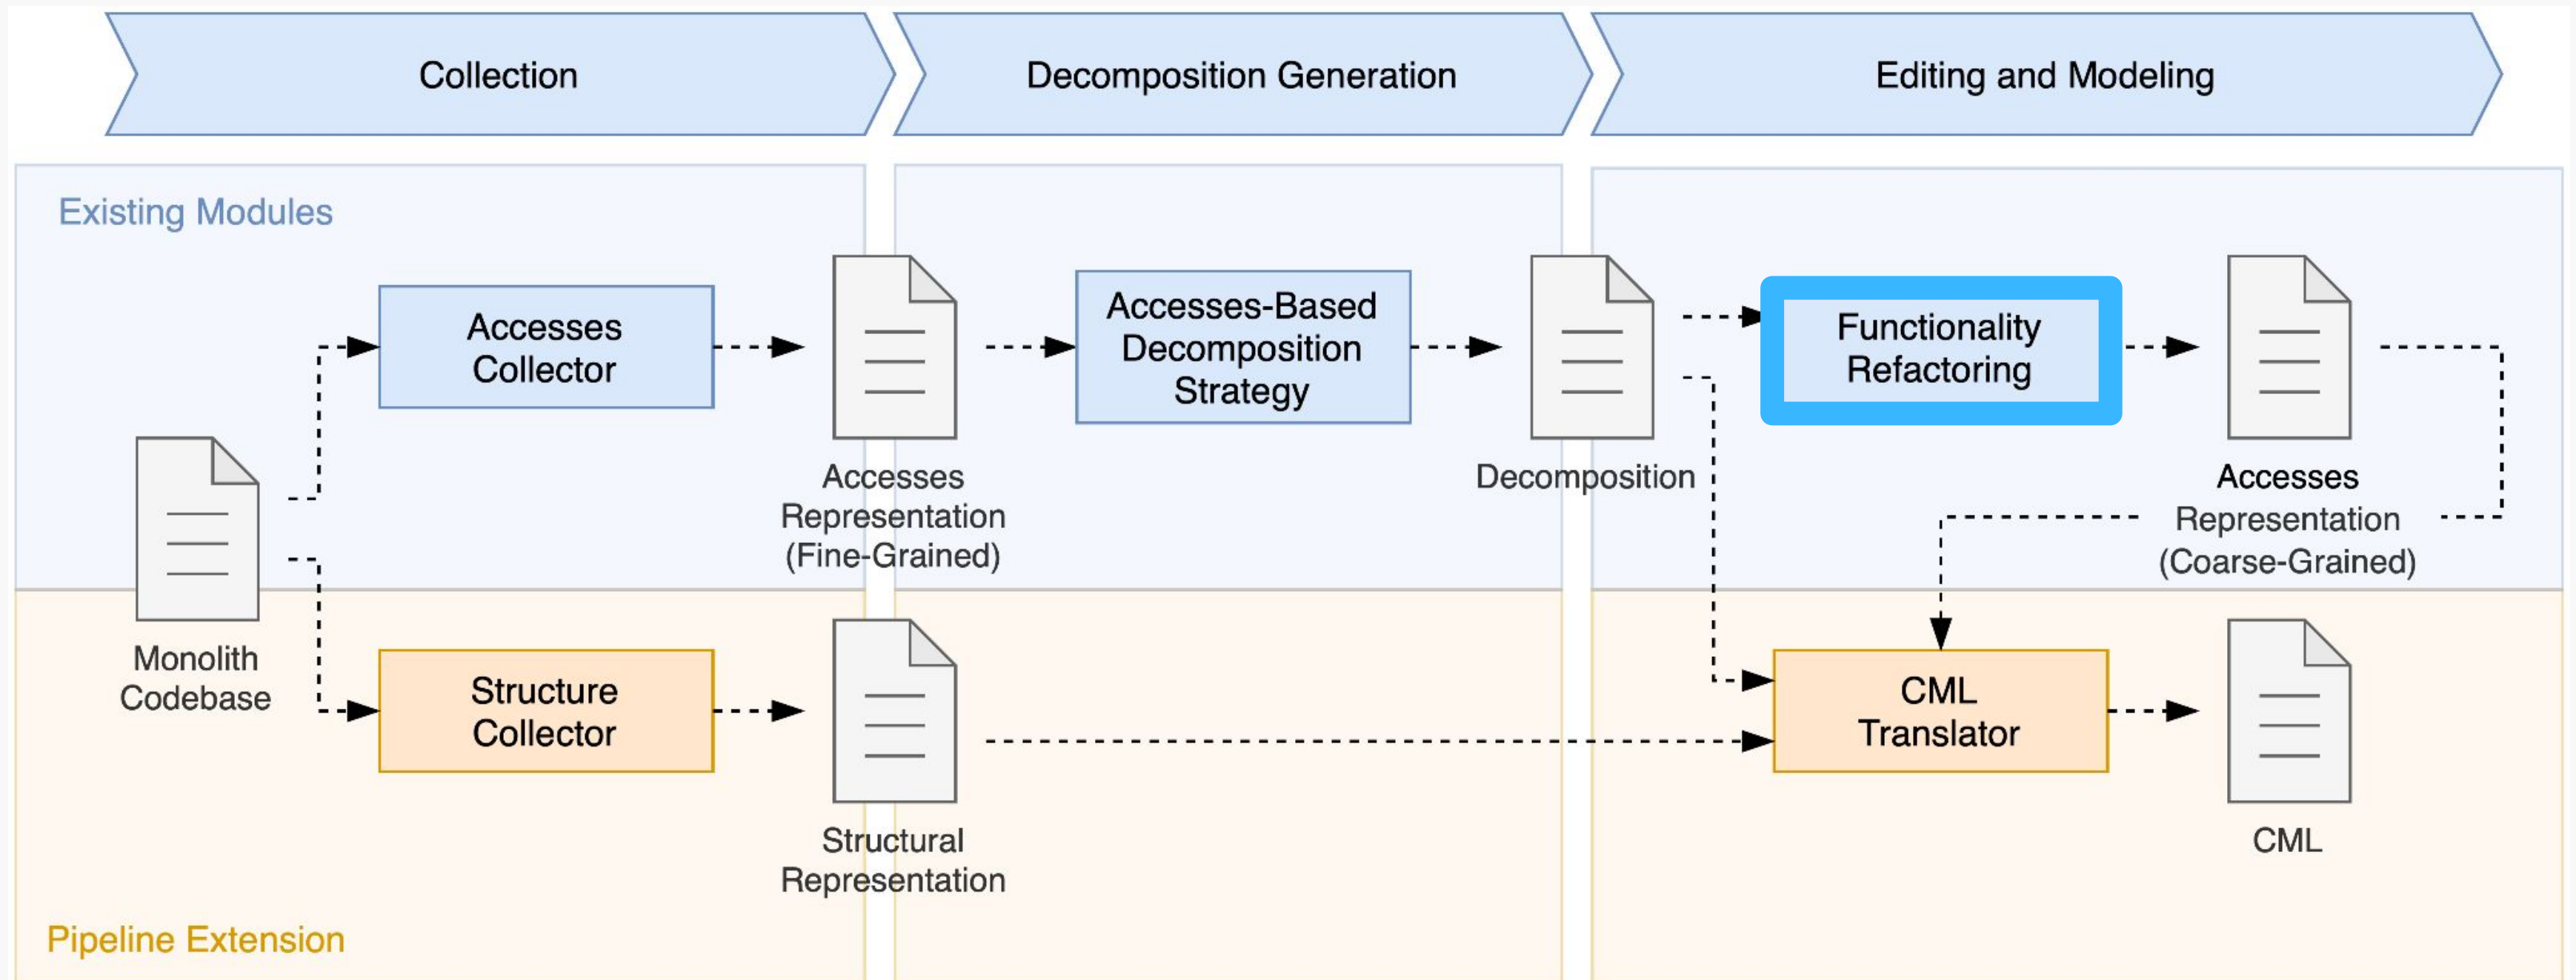 Collection
Decomposition Generation
Editing and Modeling
Existing Modules
Accesses
Collector
Accesses
Representation
(Fine-Grained)
Accesses-Based
Decomposition
Strategy
Decomposition
Functionality
Refactoring
Accesses
Representation
(Coarse-Grained)
Monolith
Codebase
Structure
Collector
Structural
Representation
CML
Translator
CML
Pipeline Extension